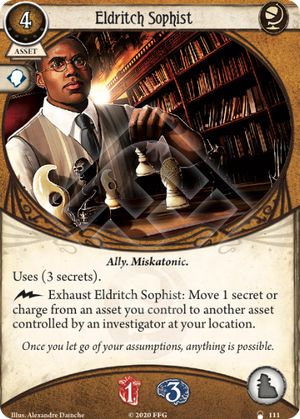 4
Eldritch Sophist
ASSET
Ally. Miskatonic.
Uses (3 secrets).
Exhaust Eldritch Sophist: Move 1 secret or
charge from an asset you control to another asset
controlled by an investigator at your location.
Once you let go of your assumptions, anything is possible.
1
3
Illus. Alexandre Dainche
© 2020 FFG
111